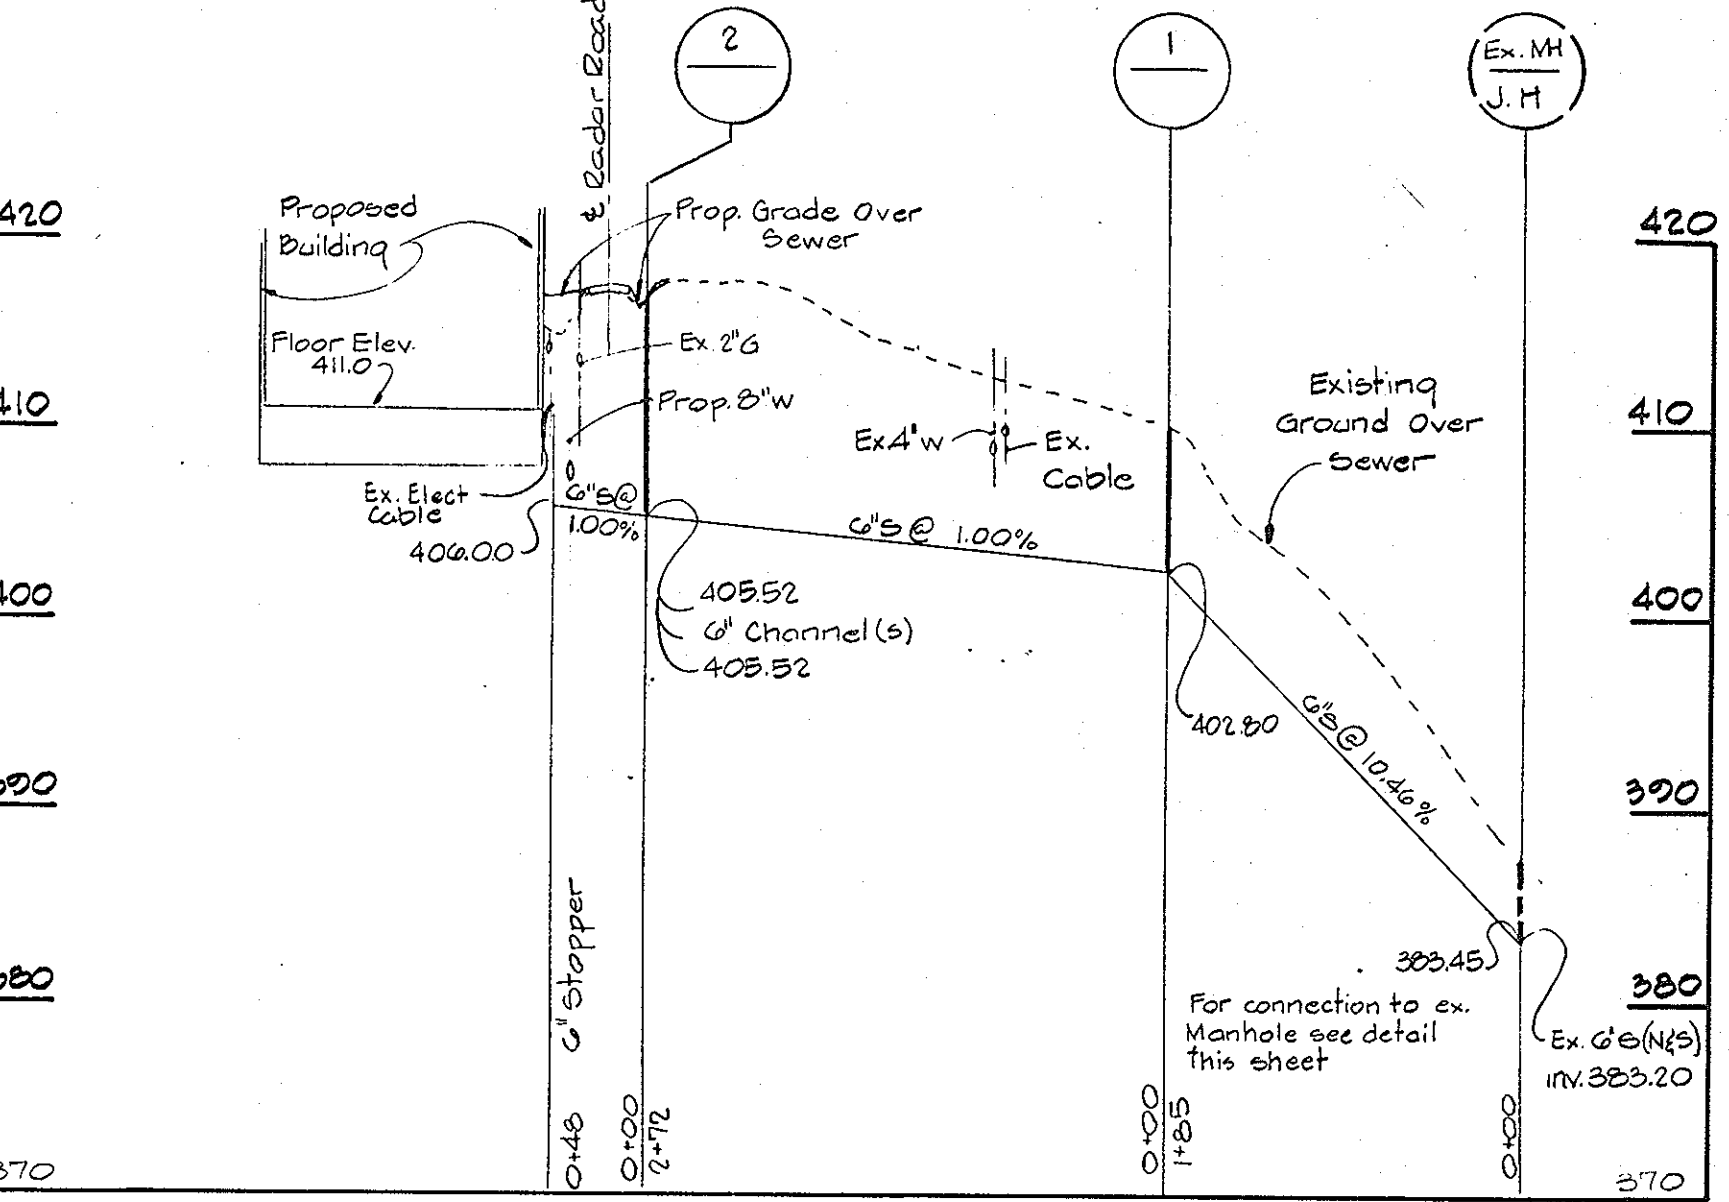 ℄ Radar Road
2
1
Ex. MH
J. H
420
420
Proposed
Building
Prop. Grade Over
Sewer
Floor Elev.
411.0
Ex. 2"G
Prop. 8"W
Existing
Ground Over
Sewer
410
410
Ex 4"W
Ex.
Cable
Ex. Elect
Cable
6"S@
1.00%
406.00
6"S @ 1.00%
405.52
6" Channel (s)
405.52
400
400
402.80
6"S @ 10.46%
390
390
383.45
380
380
6" Stopper
For connection to ex.
Manhole see detail
this sheet
Ex. 6"S (N&S)
inv. 383.20
0+48
0+00
2+72
0+00
1+85
0+00
370
370